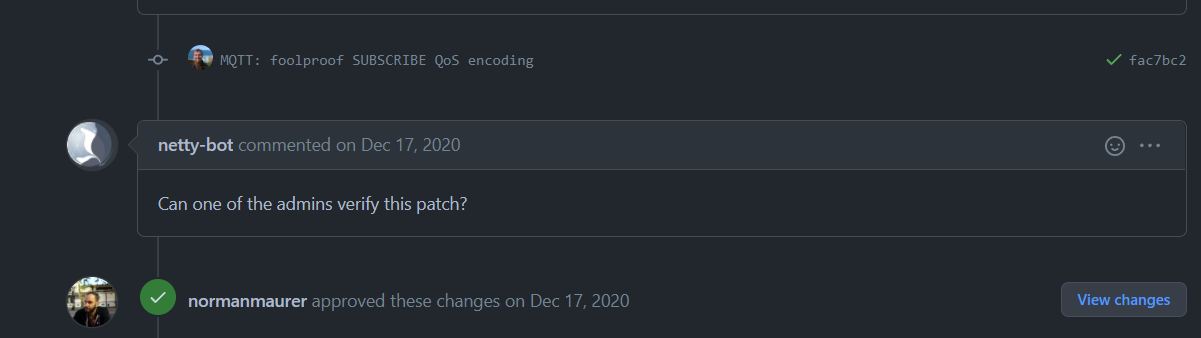 MQTT: foolproof SUBSCRIBE QoS encoding fac7bc2
netty-bot commented on Dec 17, 2020
Can one of the admins verify this patch?
normanmaurer approved these changes on Dec 17, 2020 View changes